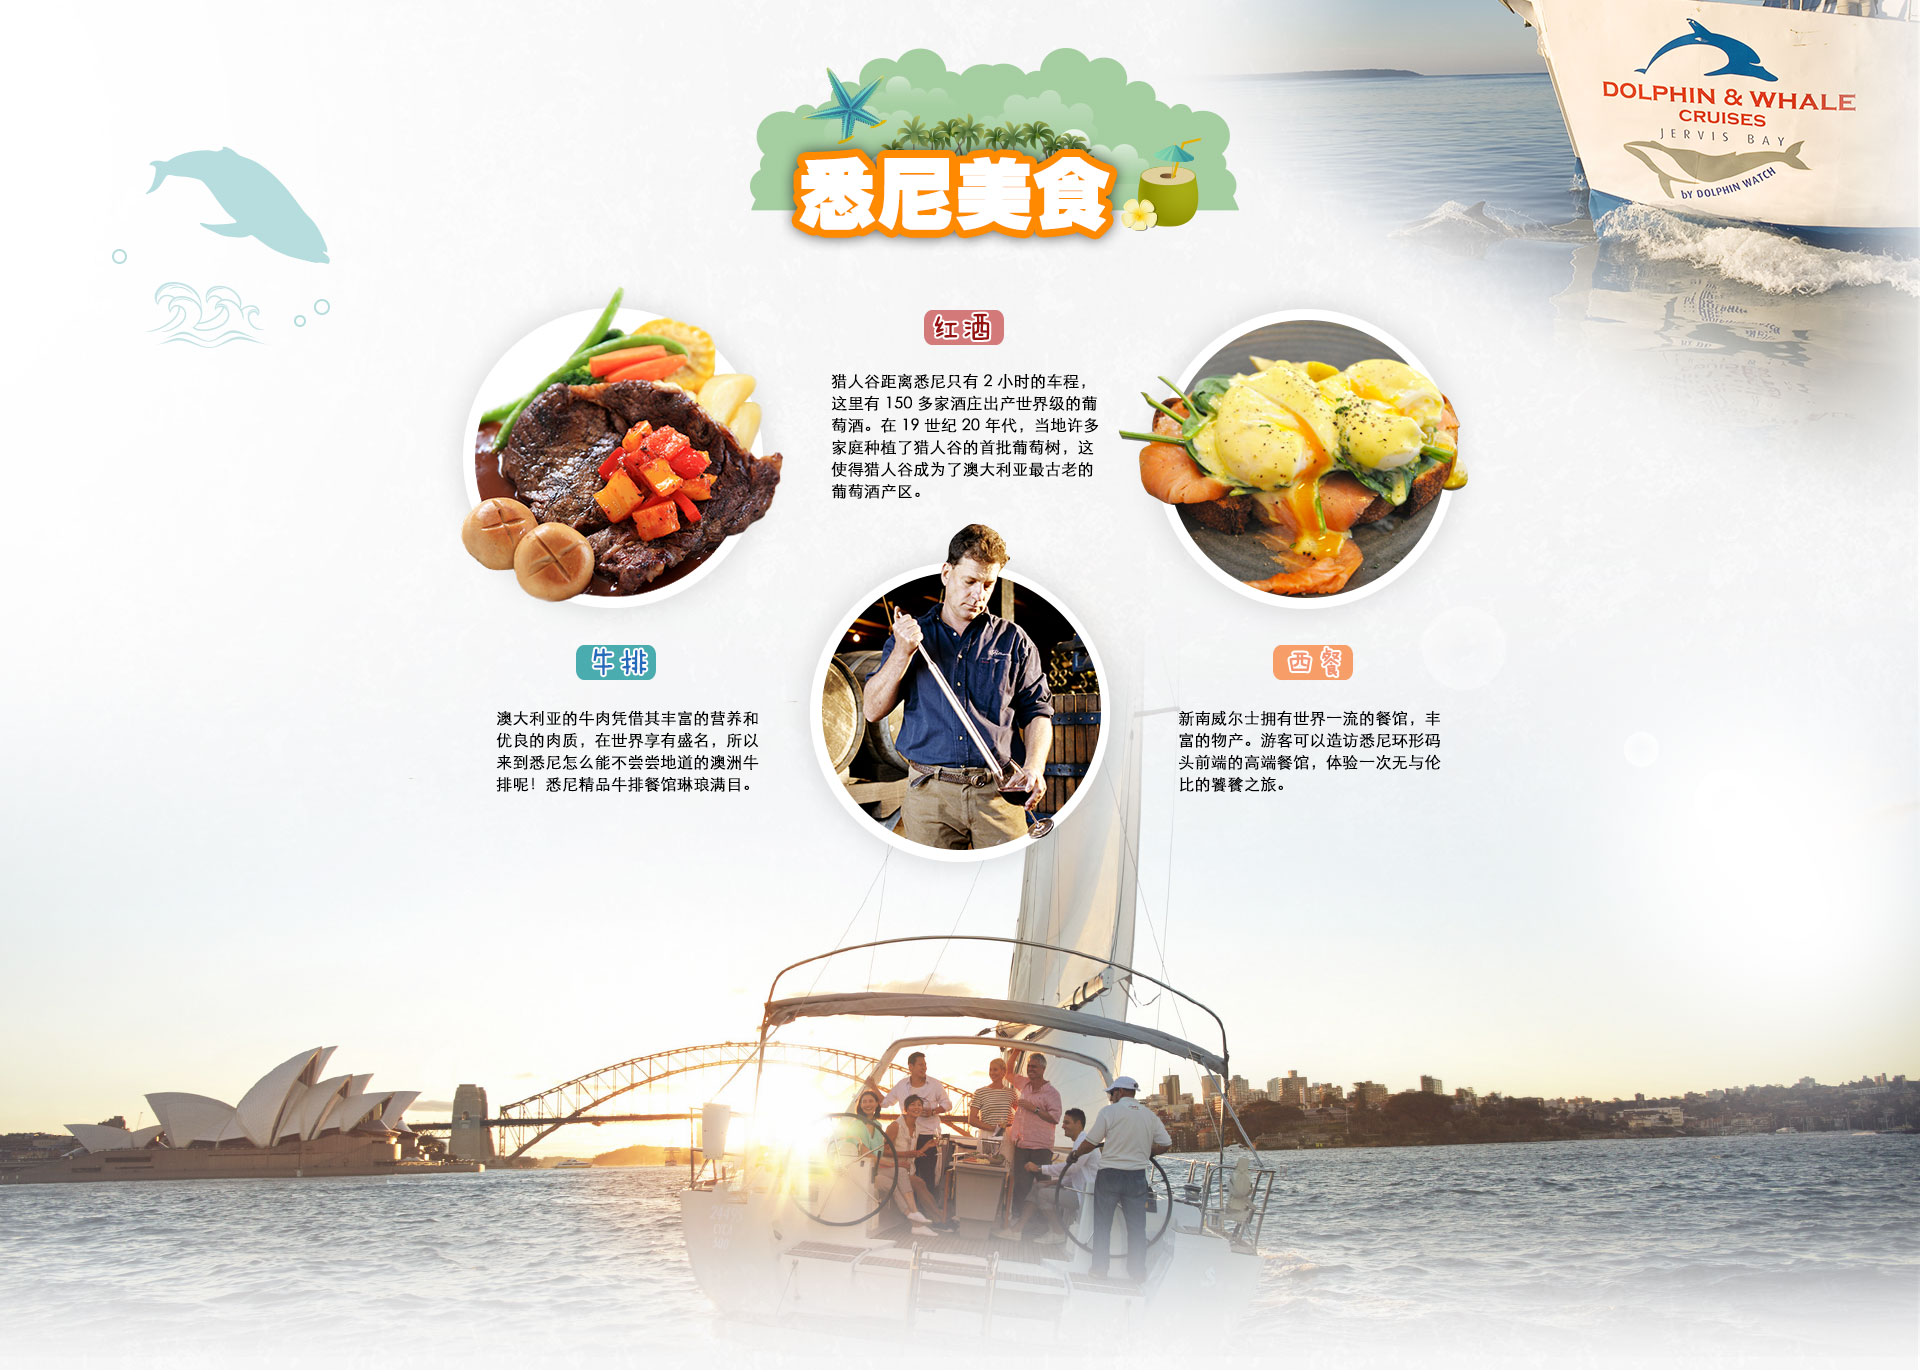 DOLPHIN & WHALE
CRUISES
JERVIS BAY
by DOLPHIN WATCH
悉尼美食
红酒
猎人谷距离悉尼只有 2 小时的车程，
这里有 150 多家酒庄出产世界级的葡
萄酒。在 19 世纪 20 年代，当地许多
家庭种植了猎人谷的首批葡萄树，这
使得猎人谷成为了澳大利亚最古老的
葡萄酒产区。
牛排
澳大利亚的牛肉凭借其丰富的营养和
优良的肉质，在世界享有盛名，所以
来到悉尼怎么能不尝尝地道的澳洲牛
排呢！悉尼精品牛排餐馆琳琅满目。
西餐
新南威尔士拥有世界一流的餐馆，丰
富的物产。游客可以造访悉尼环形码
头前端的高端餐馆，体验一次无与伦
比的饕餮之旅。